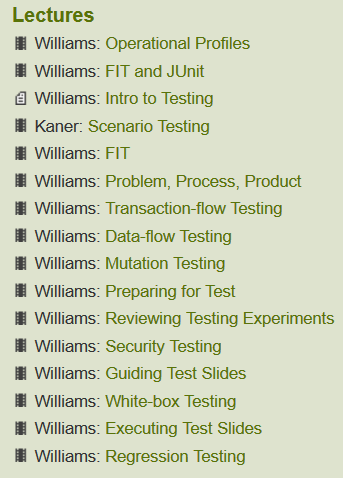 Lectures
Williams: Operational Profiles
Williams: FIT and JUnit
Williams: Intro to Testing
Kaner: Scenario Testing
Williams: FIT
Williams: Problem, Process, Product
Williams: Transaction-flow Testing
Williams: Data-flow Testing
Williams: Mutation Testing
Williams: Preparing for Test
Williams: Reviewing Testing Experiments
Williams: Security Testing
Williams: Guiding Test Slides
Williams: White-box Testing
Williams: Executing Test Slides
Williams: Regression Testing